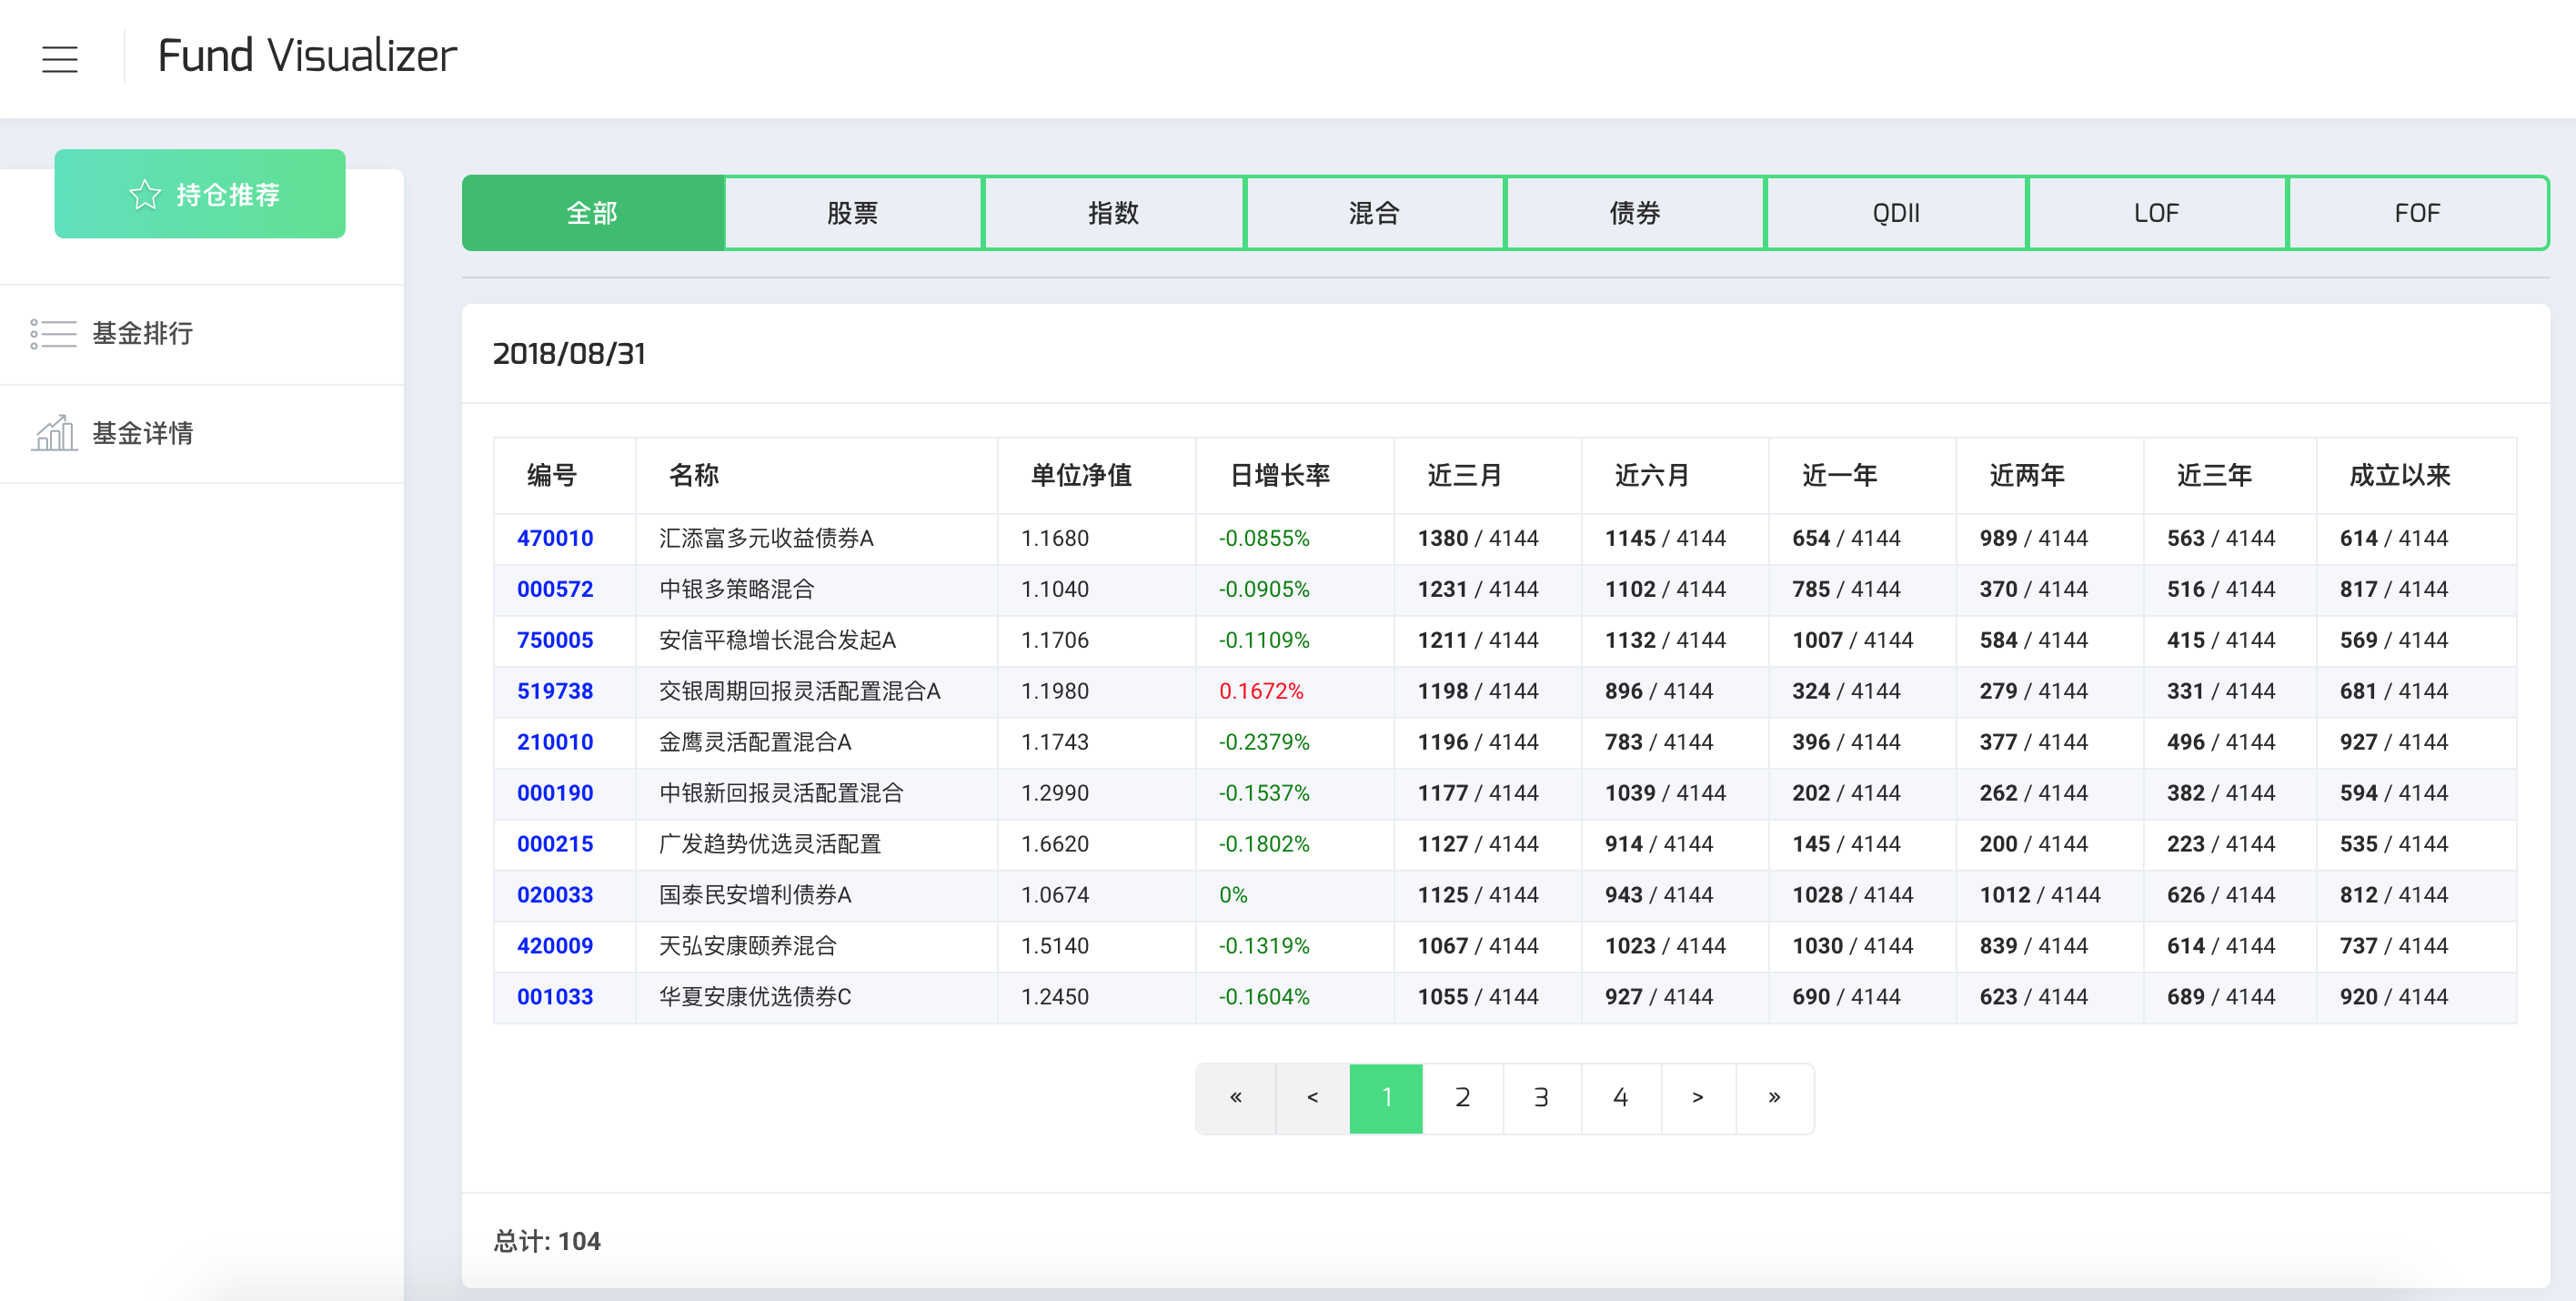 Fund Visualizer
持仓推荐
基金排行
基金详情
全部 股票 指数 混合 债券 QDII LOF FOF
2018/08/31
编号 名称 单位净值 日增长率 近三月 近六月 近一年 近两年 近三年 成立以来
470010 汇添富多元收益债券A 1.1680 -0.0855% 1380 / 4144 1145 / 4144 654 / 4144 989 / 4144 563 / 4144 614 / 4144
000572 中银多策略混合 1.1040 -0.0905% 1231 / 4144 1102 / 4144 785 / 4144 370 / 4144 516 / 4144 817 / 4144
750005 安信平稳增长混合发起A 1.1706 -0.1109% 1211 / 4144 1132 / 4144 1007 / 4144 584 / 4144 415 / 4144 569 / 4144
519738 交银周期回报灵活配置混合A 1.1980 0.1672% 1198 / 4144 896 / 4144 324 / 4144 279 / 4144 331 / 4144 681 / 4144
210010 金鹰灵活配置混合A 1.1743 -0.2379% 1196 / 4144 783 / 4144 396 / 4144 377 / 4144 496 / 4144 927 / 4144
000190 中银新回报灵活配置混合 1.2990 -0.1537% 1177 / 4144 1039 / 4144 202 / 4144 262 / 4144 382 / 4144 594 / 4144
000215 广发趋势优选灵活配置 1.6620 -0.1802% 1127 / 4144 914 / 4144 145 / 4144 200 / 4144 223 / 4144 535 / 4144
020033 国泰民安增利债券A 1.0674 0% 1125 / 4144 943 / 4144 1028 / 4144 1012 / 4144 626 / 4144 812 / 4144
420009 天弘安康颐养混合 1.5140 -0.1319% 1067 / 4144 1023 / 4144 1030 / 4144 839 / 4144 614 / 4144 737 / 4144
001033 华夏安康优选债券C 1.2450 -0.1604% 1055 / 4144 927 / 4144 690 / 4144 623 / 4144 689 / 4144 920 / 4144
« < 1 2 3 4 > »
总计: 104